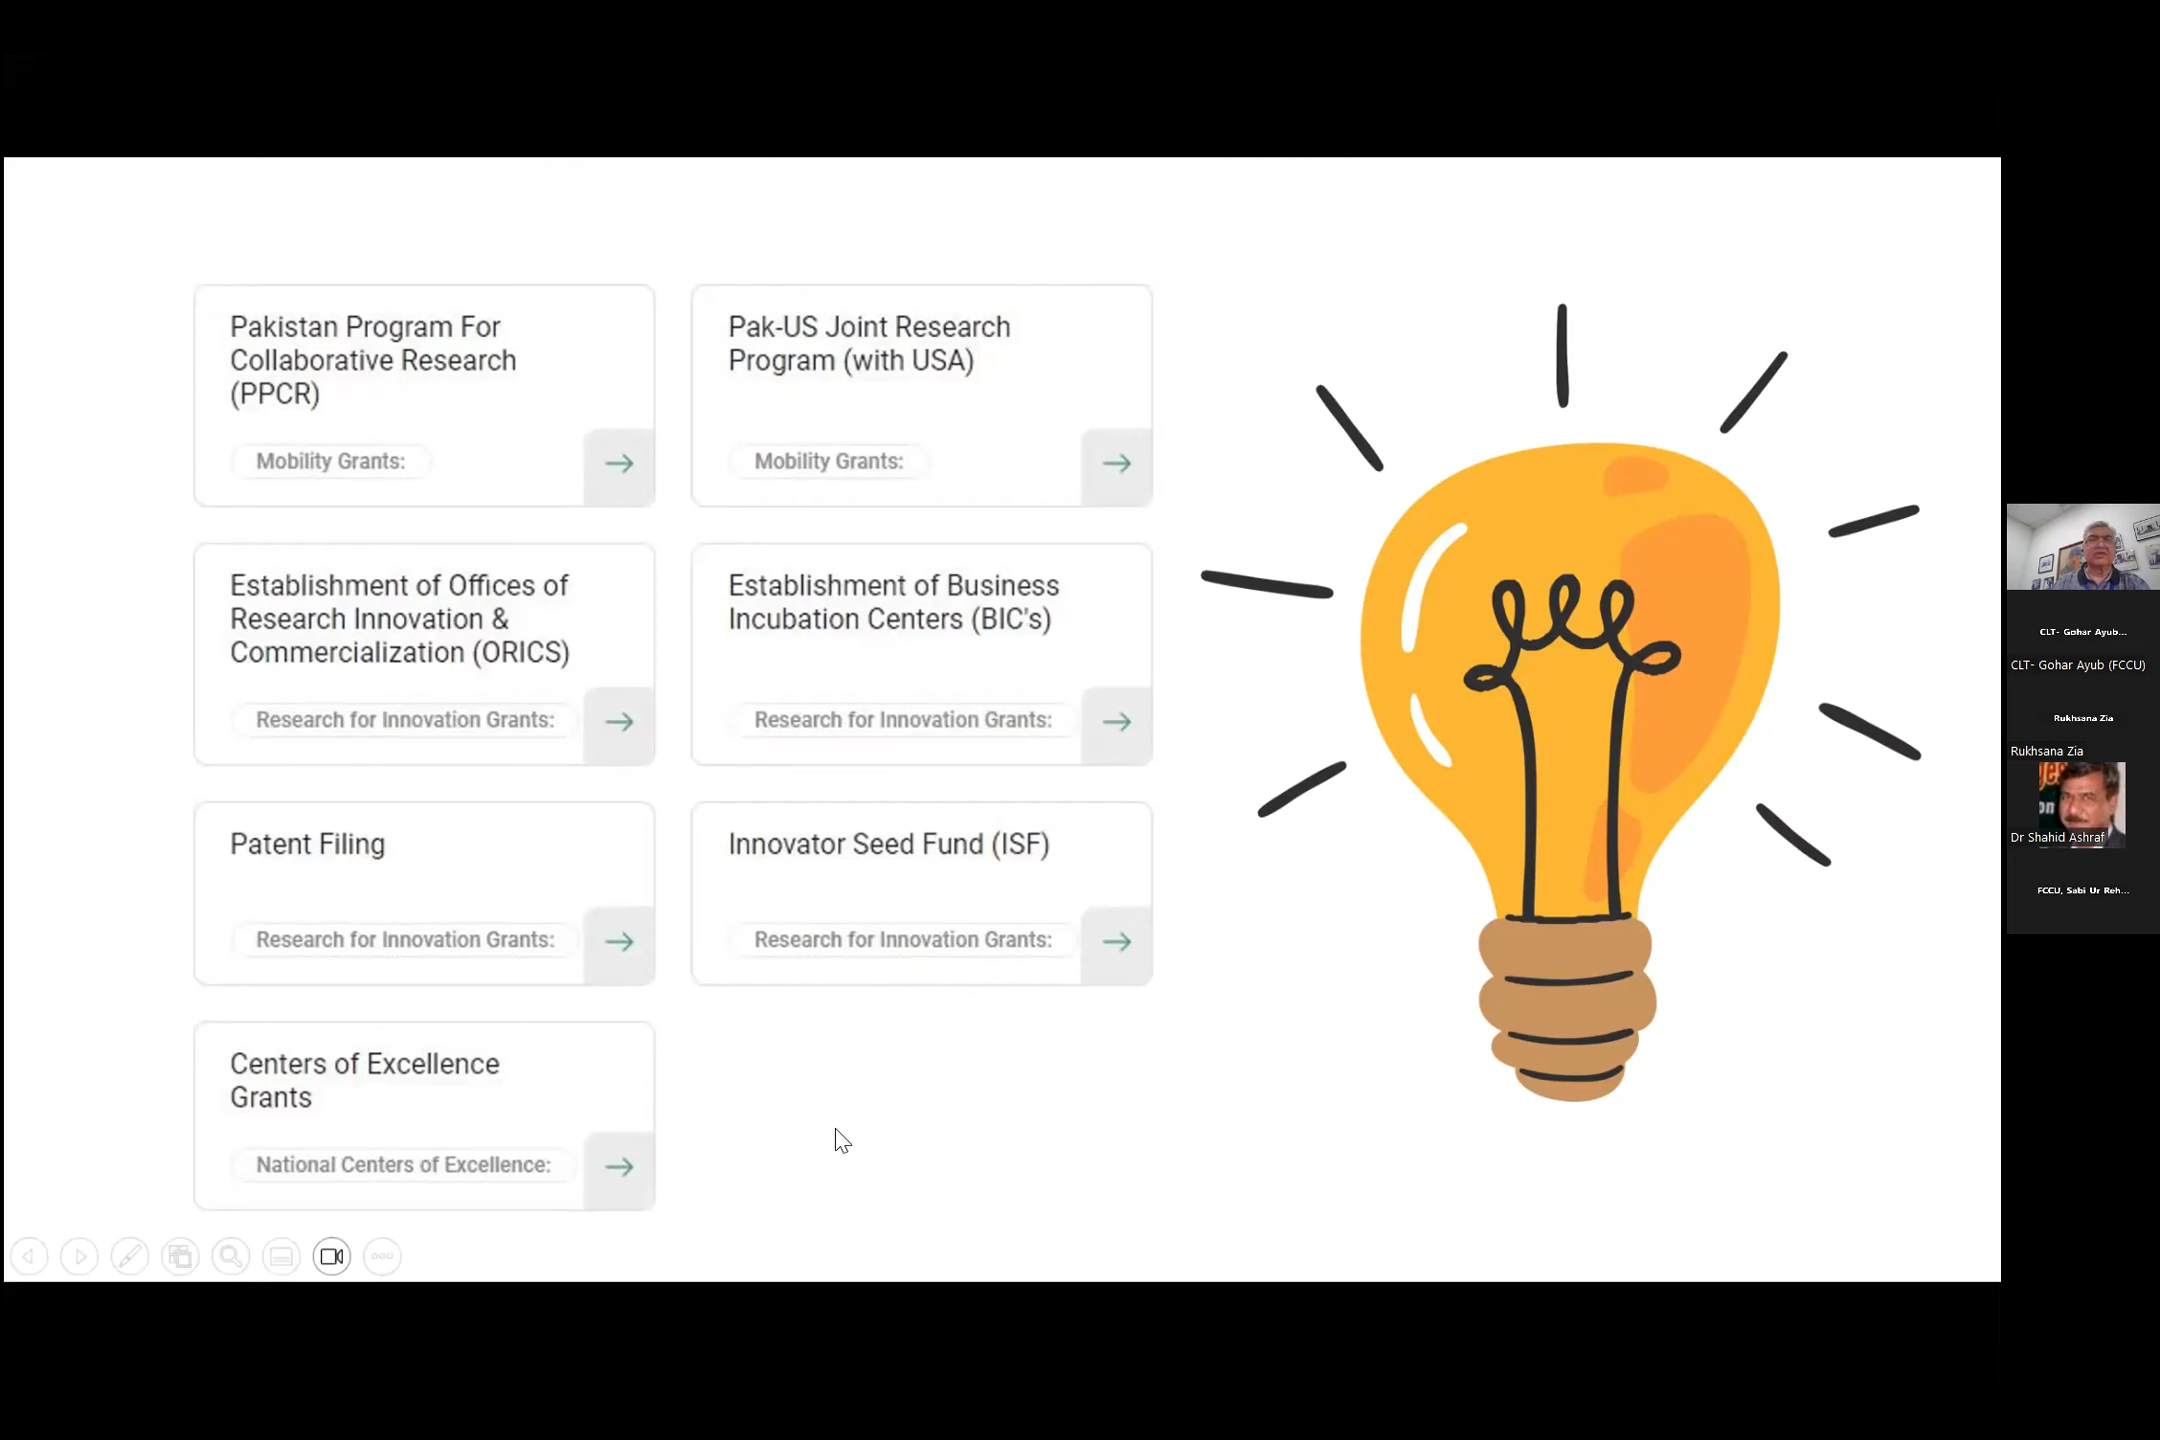 Pakistan Program For
Collaborative Research
(PPCR)
Mobility Grants:
Pak-US Joint Research
Program (with USA)
Mobility Grants:
Establishment of Offices of
Research Innovation &
Commercialization (ORICS)
Research for Innovation Grants:
Establishment of Business
Incubation Centers (BIC's)
Research for Innovation Grants:
Patent Filing
Research for Innovation Grants:
Innovator Seed Fund (ISF)
Research for Innovation Grants:
Centers of Excellence
Grants
National Centers of Excellence:
CLT- Gohar Ayub...
CLT- Gohar Ayub (FCCU)
Rukhsana Zia
Rukhsana Zia
Dr Shahid Ashraf
FCCU, Sabi Ur Reh...